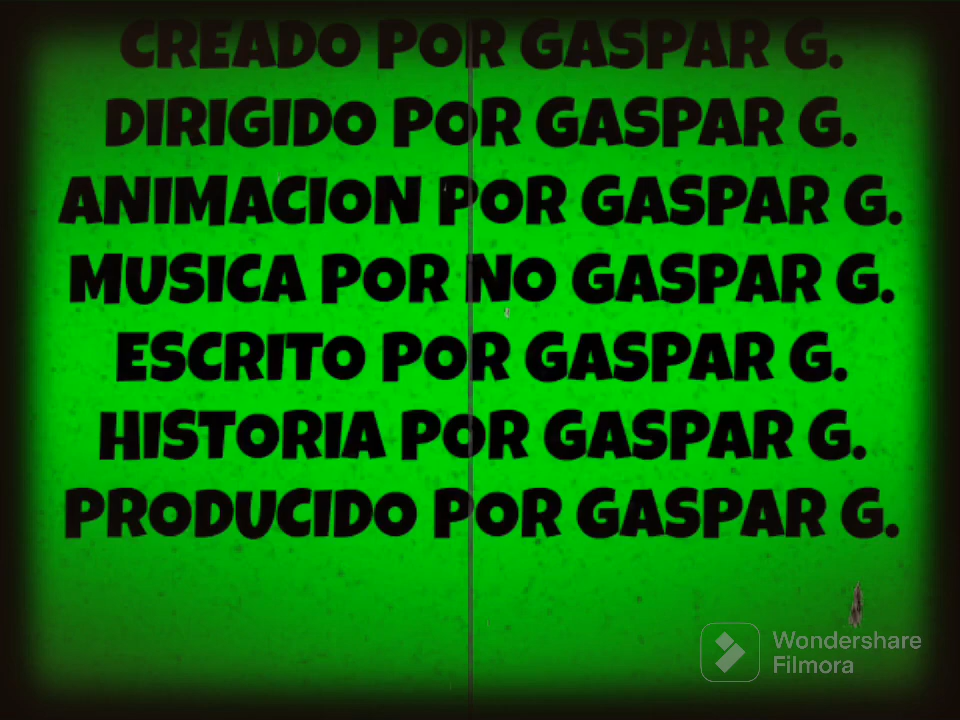 CREADO POR GASPAR G.
DIRIGIDO POR GASPAR G.
ANIMACION POR GASPAR G.
MUSICA POR NO GASPAR G.
ESCRITO POR GASPAR G.
HISTORIA POR GASPAR G.
PRODUCIDO POR GASPAR G.
Wondershare
Filmora